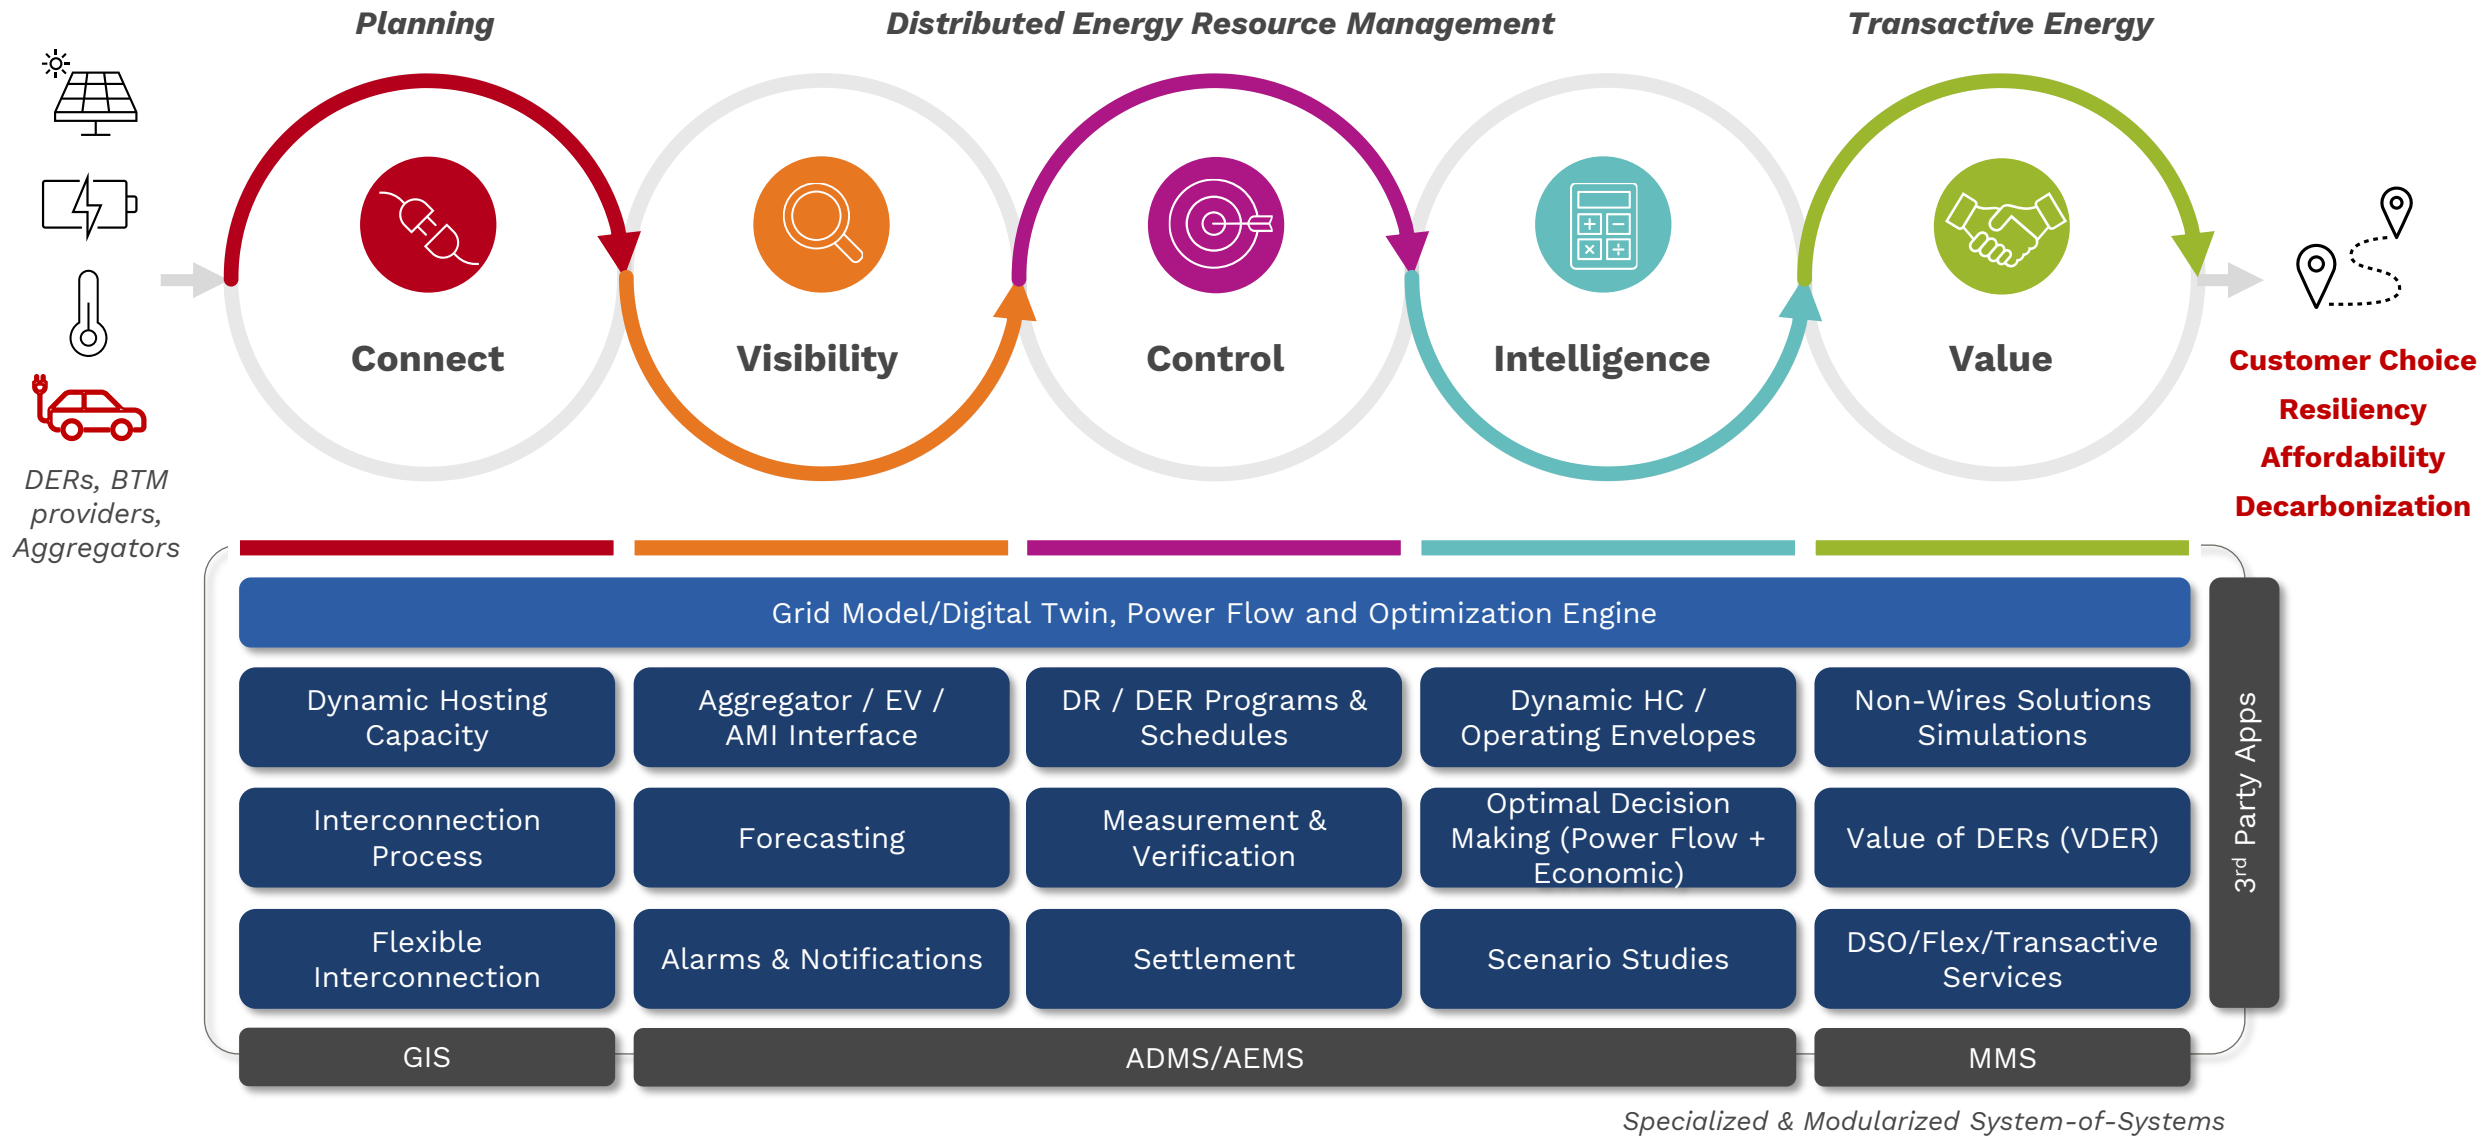 Planning
Distributed Energy Resource Management
Transactive Energy
Connect
Visibility
Control
Intelligence
Value
DERs, BTM
providers,
Aggregators
Customer Choice
Resiliency
Affordability
Decarbonization
Grid Model/Digital Twin, Power Flow and Optimization Engine
Dynamic Hosting
Capacity
Aggregator / EV /
AMI Interface
DR / DER Programs &
Schedules
Dynamic HC /
Operating Envelopes
Non-Wires Solutions
Simulations
Interconnection
Process
Forecasting
Measurement &
Verification
Optimal Decision
Making (Power Flow +
Economic)
Value of DERs (VDER)
Flexible
Interconnection
Alarms & Notifications
Settlement
Scenario Studies
DSO/Flex/Transactive
Services
3rd Party Apps
GIS
ADMS/AEMS
MMS
Specialized & Modularized System-of-Systems